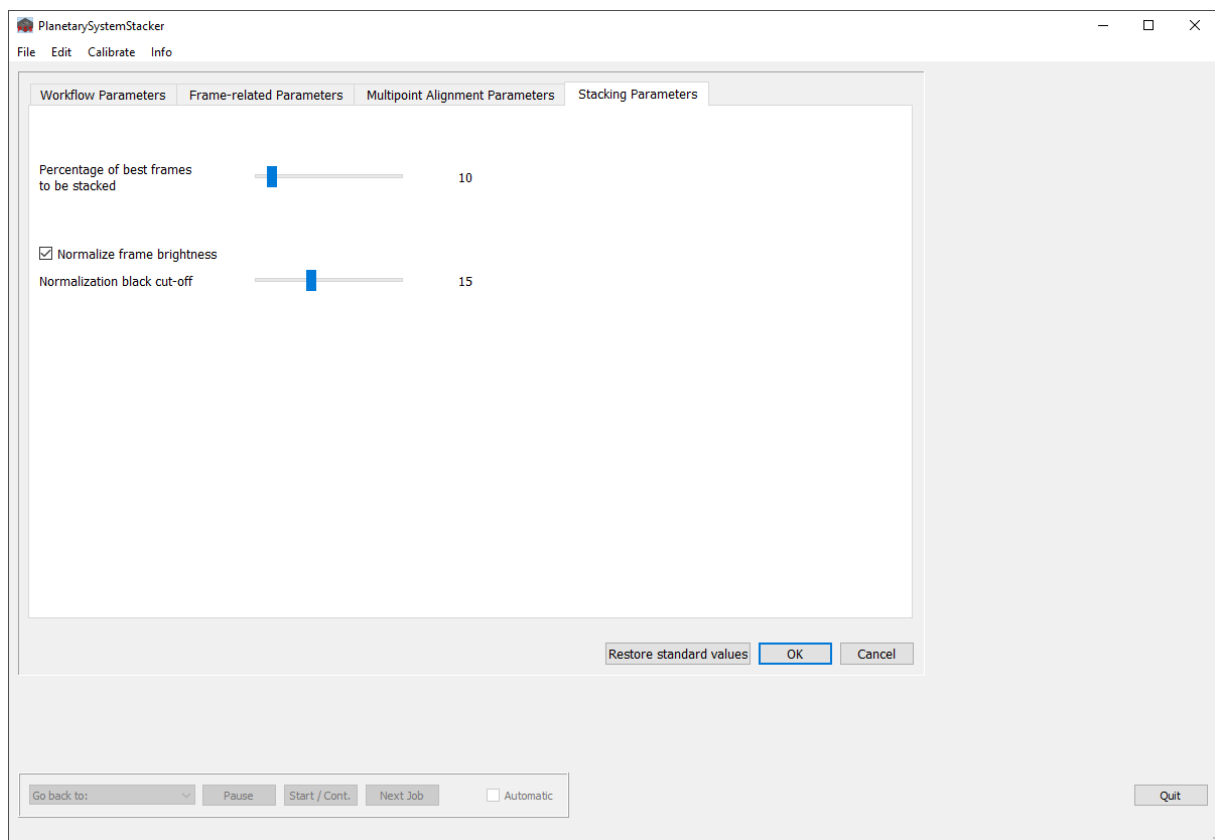 PlanetarySystemStacker
File Edit Calibrate Info
Workflow Parameters Frame-related Parameters Multipoint Alignment Parameters Stacking Parameters
Percentage of best frames
to be stacked
10
Normalize frame brightness
Normalization black cut-off 15
Restore standard values OK Cancel
Go back to: Pause Start / Cont. Next Job Automatic Quit